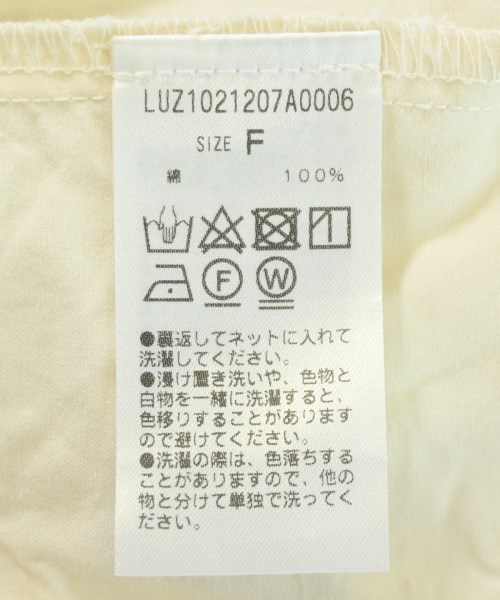 LUZ1021207A0006
SIZE F
綿 100%
F W
●裏返してネットに入れて
洗濯してください。
●浸け置き洗いや、色物と
白物を一緒に洗濯すると、
色移りすることがあります
ので避けてください。
●洗濯の際は、色落ちする
ことがありますので、他の
物と分けて単独で洗ってく
ださい。